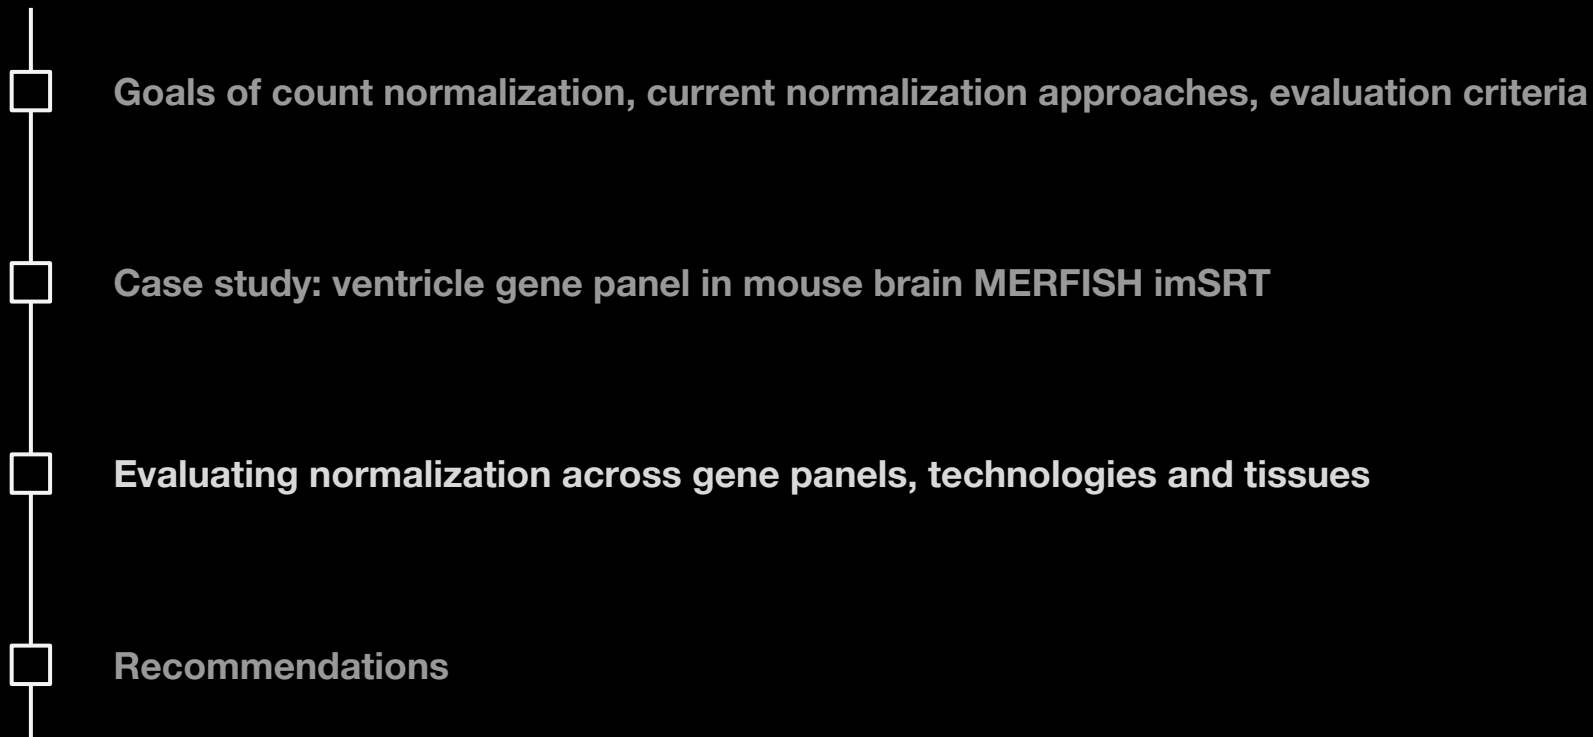 Goals of count normalization, current normalization approaches, evaluation criteria
Case study: ventricle gene panel in mouse brain MERFISH imSRT
Evaluating normalization across gene panels, technologies and tissues
Recommendations